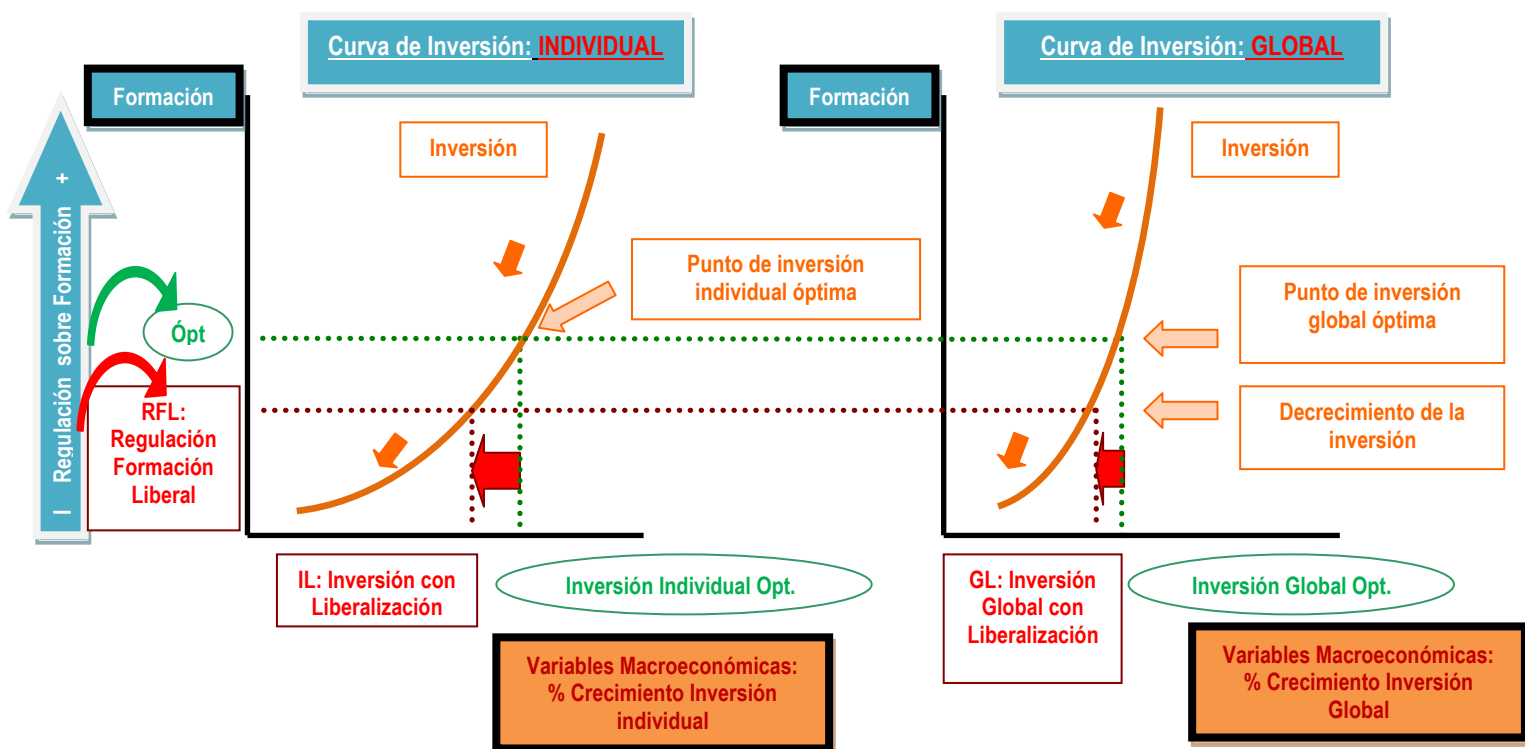 Curva de Inversión: INDIVIDUAL
Curva de Inversión: GLOBAL
Formación
Formación
Inversión
Inversión
| Regulación sobre Formación +
Punto de inversión
individual óptima
Punto de inversión
global óptima
Ópt
RFL:
Regulación
Formación
Liberal
Decrecimiento de la
inversión
IL: Inversión con
Liberalización
Inversión Individual Opt.
GL: Inversión
Global con
Liberalización
Inversión Global Opt.
Variables Macroeconómicas:
% Crecimiento Inversión
individual
Variables Macroeconómicas:
% Crecimiento Inversión
Global